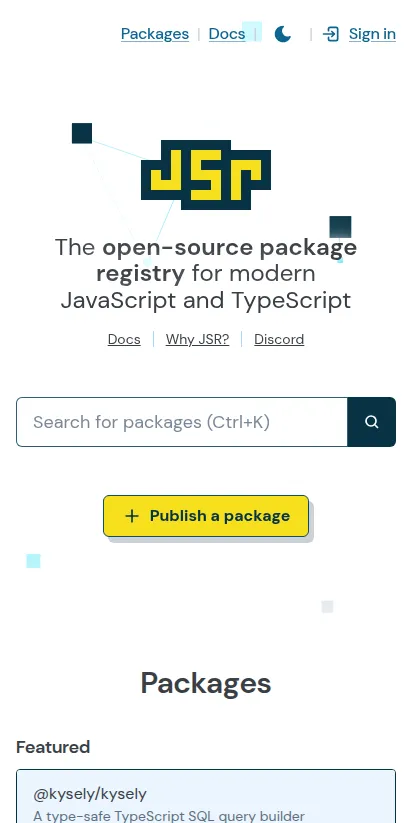 Packages | Docs | | Sign in
JSR
The open-source package
registry for modern
JavaScript and TypeScript
Docs | Why JSR? | Discord
Search for packages (Ctrl+K)
Publish a package
Packages
Featured
@kysely/kysely
A type-safe TypeScript SQL query builder